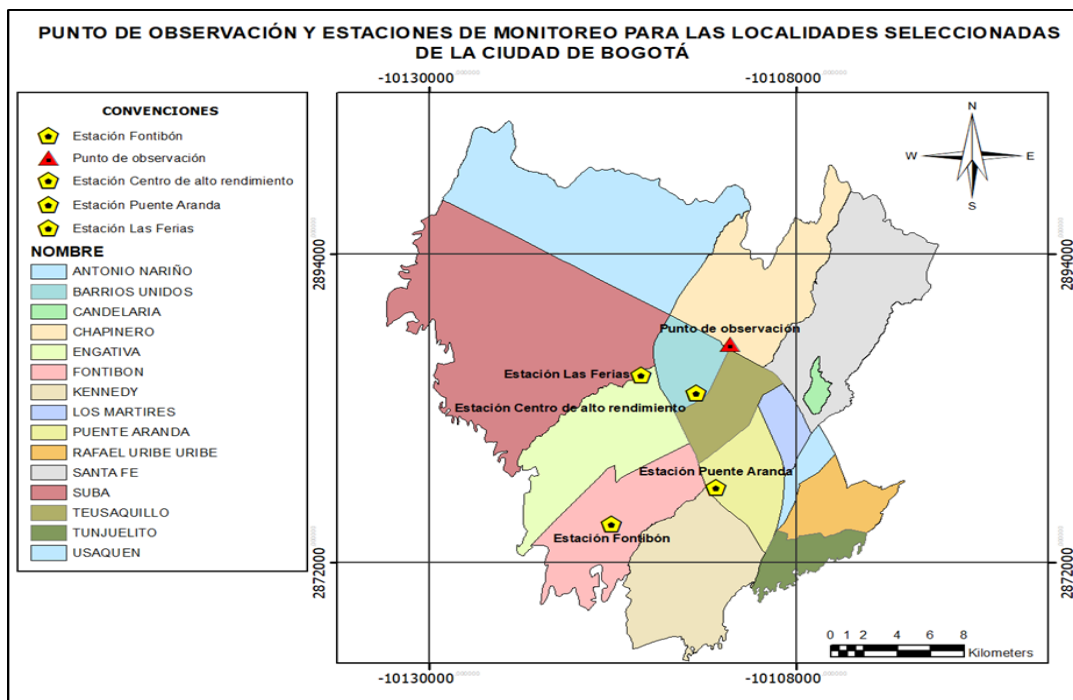 PUNTO DE OBSERVACIÓN Y ESTACIONES DE MONITOREO PARA LAS LOCALIDADES SELECCIONADAS
DE LA CIUDAD DE BOGOTÁ
-10130000
-10108000
CONVENCIONES
Estación Fontibón
Punto de observación
Estación Centro de alto rendimiento
Estación Puente Aranda
Estación Las Ferias
NOMBRE
ANTONIO NARIÑO
BARRIOS UNIDOS
CANDELARIA
CHAPINERO
ENGATIVA
FONTIBON
KENNEDY
LOS MARTIRES
PUENTE ARANDA
RAFAEL URIBE URIBE
SANTA FE
SUBA
TEUSAQUILLO
TUNJUELITO
USAQUEN
N
W
E
S
2894000
2894000
Punto de observación
Estación Las Ferias
Estación Centro de alto rendimiento
Estación Puente Aranda
Estación Fontibón
2872000
2872000
0 1 2 4 6 8
Kilometers
-10130000
-10108000